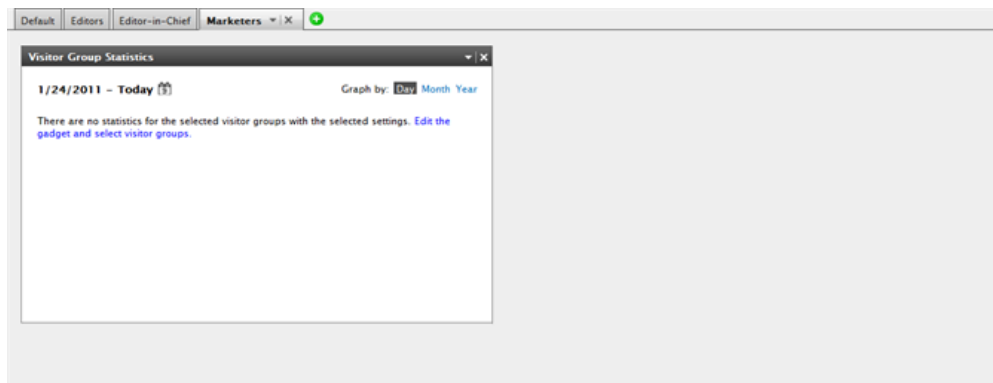 Default Editors Editor-in-Chief Marketers
Visitor Group Statistics
1/24/2011 – Today Graph by: Day Month Year
There are no statistics for the selected visitor groups with the selected settings. Edit the
gadget and select visitor groups.